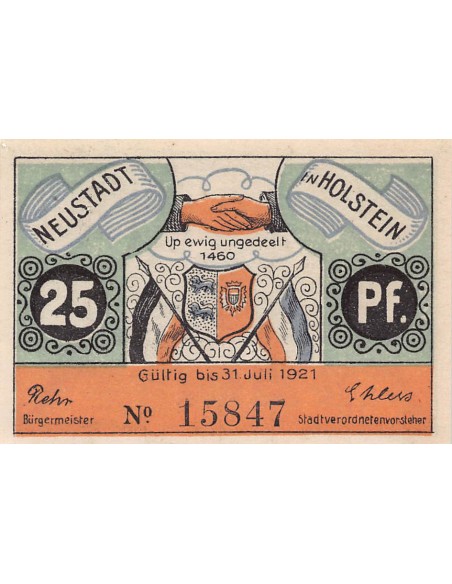 NEUSTADT
IN HOLSTEIN
Up ewig ungedeelt
1460
25
Pf.
Gültig bis 31. Juli 1921
Rehr Ehlers
Bürgermeister No. 15847 Stadtverordnetenvorsteher